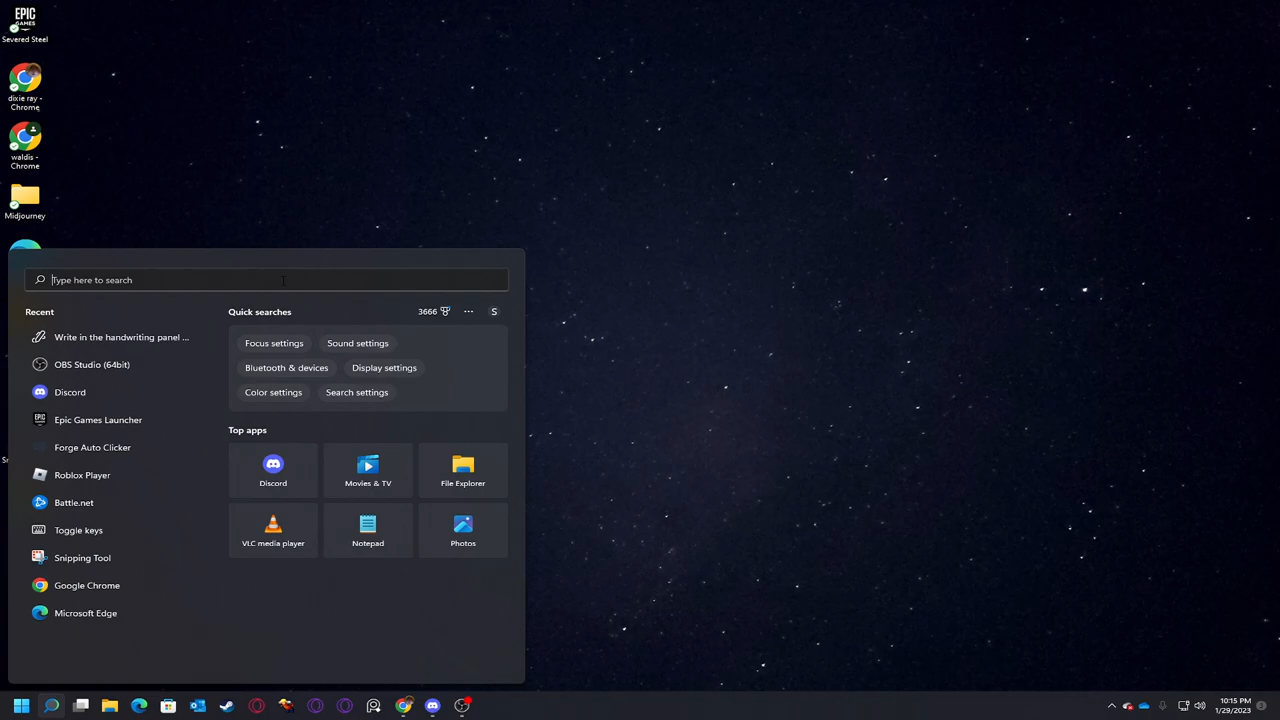 EPIC
GAMES
Severed Steel
dixie ray -
Chrome
waldis -
Chrome
Midjourney
Type here to search
Recent
Quick searches
3666
S
Write in the handwriting panel ...
OBS Studio (64bit)
Discord
EPIC
Epic Games Launcher
Forge Auto Clicker
Roblox Player
Battle.net
Toggle keys
Snipping Tool
Google Chrome
Microsoft Edge
Focus settings
Sound settings
Bluetooth & devices
Display settings
Color settings
Search settings
Top apps
Discord
Movies & TV
File Explorer
VLC media player
Notepad
Photos
10:15 PM
1/29/2023